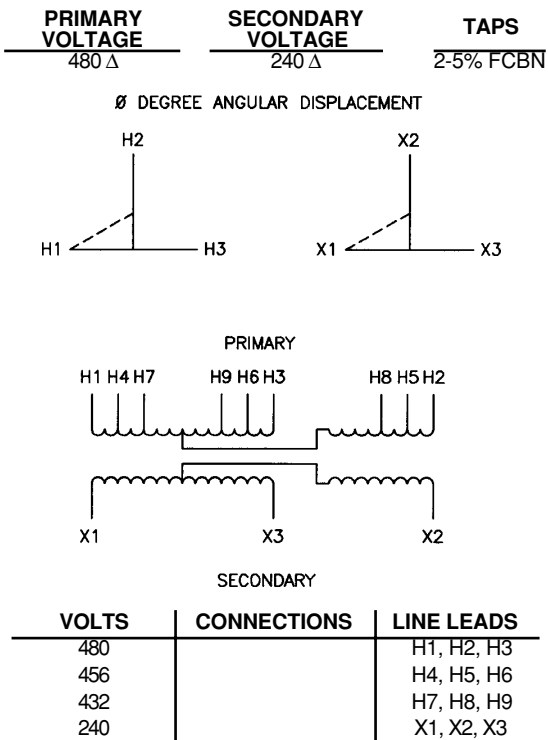 PRIMARY VOLTAGE SECONDARY VOLTAGE TAPS
480 Δ 240 Δ 2-5% FCBN
Ø DEGREE ANGULAR DISPLACEMENT
H2 X2
H1 H3 X1 X3
PRIMARY
H1 H4 H7 H9 H6 H3 H8 H5 H2
X1 X3 X2
SECONDARY
VOLTS CONNECTIONS LINE LEADS
480 H1, H2, H3
456 H4, H5, H6
432 H7, H8, H9
240 X1, X2, X3